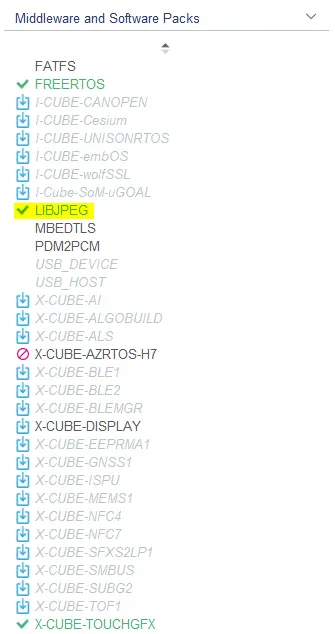 Middleware and Software Packs
FATFS
FREERTOS
I-CUBE-CANOPEN
I-CUBE-Cesium
I-CUBE-UNISONRTOS
I-CUBE-embOS
I-CUBE-wolfSSL
I-Cube-SoM-uGOAL
LIBJPEG
MBEDTLS
PDM2PCM
USB_DEVICE
USB_HOST
X-CUBE-AI
X-CUBE-ALGOBUILD
X-CUBE-ALS
X-CUBE-AZRTOS-H7
X-CUBE-BLE1
X-CUBE-BLE2
X-CUBE-BLEMGR
X-CUBE-DISPLAY
X-CUBE-EEPRMA1
X-CUBE-GNSS1
X-CUBE-ISPU
X-CUBE-MEMS1
X-CUBE-NFC4
X-CUBE-NFC7
X-CUBE-SFXS2LP1
X-CUBE-SMBUS
X-CUBE-SUBG2
X-CUBE-TOF1
X-CUBE-TOUCHGFX